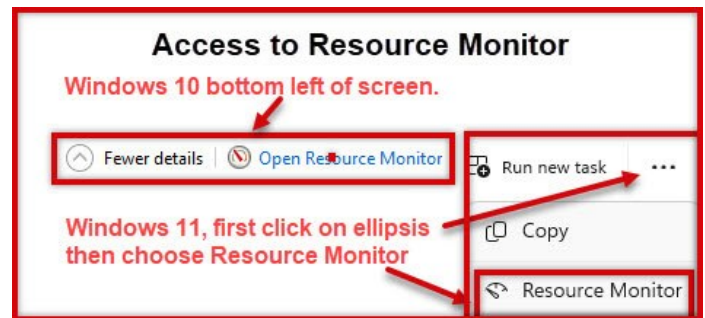 Access to Resource Monitor
Windows 10 bottom left of screen.
Fewer details | Open Resource Monitor
Run new task ...
Windows 11, first click on ellipsis
then choose Resource Monitor
Copy
Resource Monitor